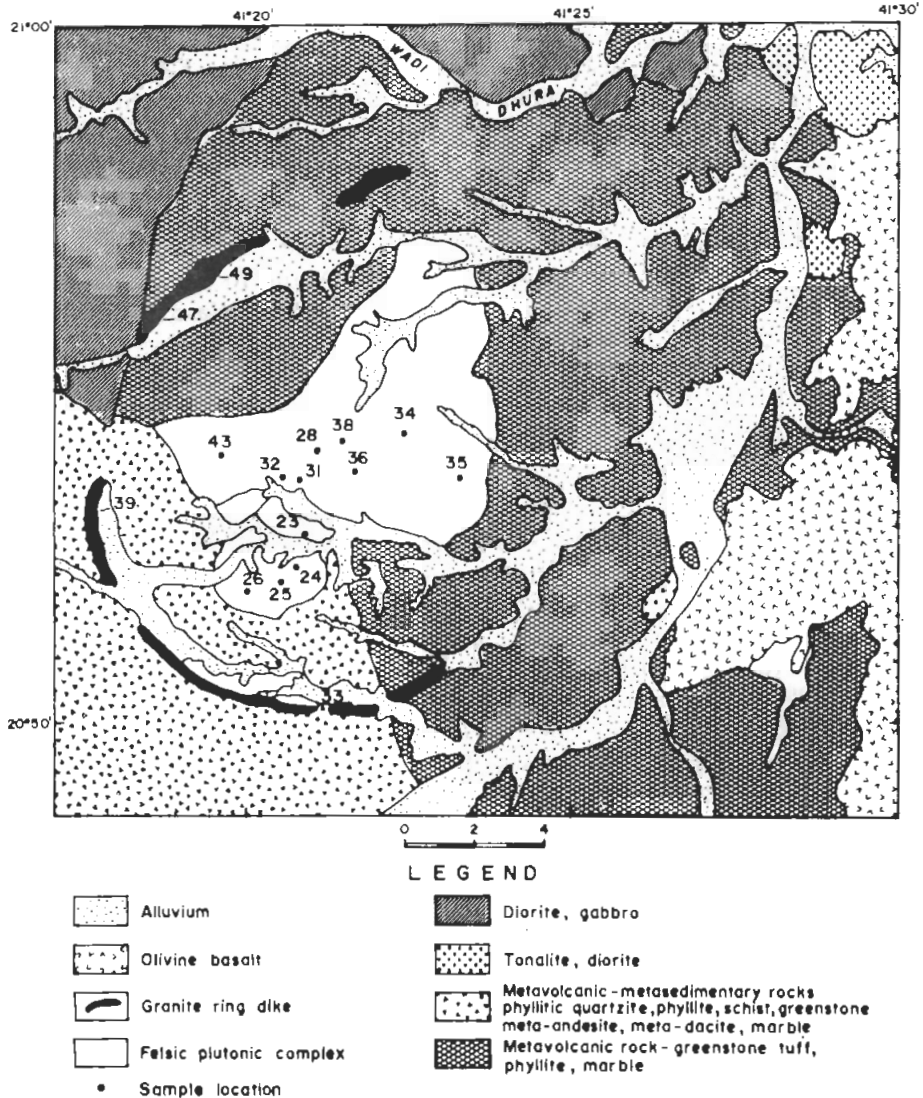 41°20' 41°25' 41°30'
21°00'
WADI
DHURA
49
47
34
38
28
43
36
35
32
31
39
23
24
26
25
20°50'
0 2 4
LEGEND
Alluvium
Olivine basalt
Granite ring dike
Felsic plutonic complex
Sample location
Diorite, gabbro
Tonalite, diorite
Metavolcanic-metasedimentary rocks
phyllitic quartzite, phyllite, schist, greenstone
meta-andesite, meta-dacite, marble
Metavolcanic rock-greenstone tuff,
phyllite, marble